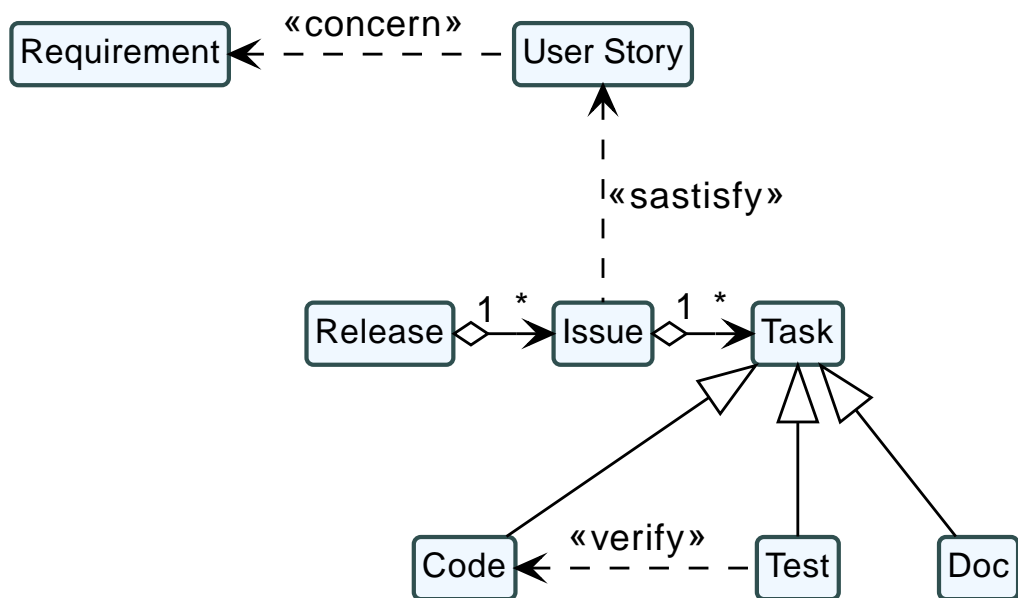 «concern»
Requirement
User Story
«sastisfy»
1 *
1 *
Release
Issue
Task
«verify»
Code
Test
Doc